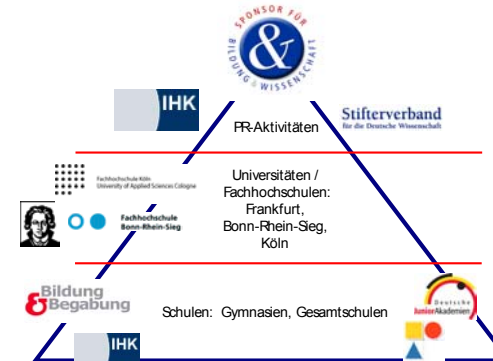 SPONSOR FÜR
&
BILDUNG & WISSENSCHAFT
IHK
Stifterverband
für die Deutsche Wissenschaft
PR-Aktivitäten
Fachhochschule Köln
University of Applied Sciences Cologne
Universitäten /
Fachhochschulen:
Frankfurt,
Bonn-Rhein-Sieg,
Köln
Fachhochschule
Bonn-Rhein-Sieg
Bildung
& Begabung
Schulen: Gymnasien, Gesamtschulen
Deutsche
JuniorAkademien
IHK